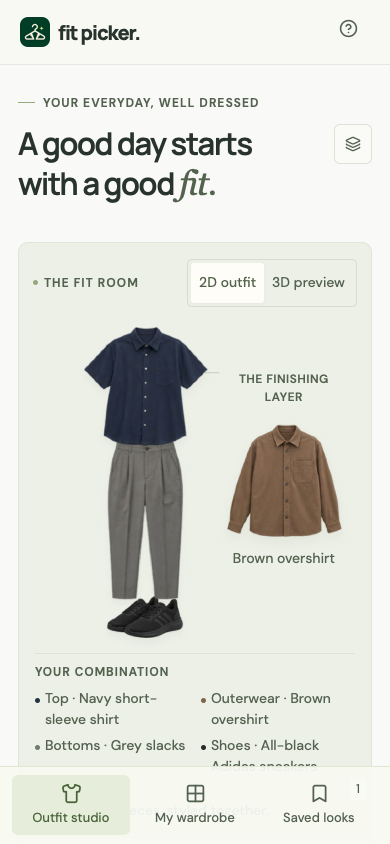 fit picker.
YOUR EVERYDAY, WELL DRESSED
A good day starts
with a good fit.
THE FIT ROOM
2D outfit
3D preview
THE FINISHING
LAYER
Brown overshirt
YOUR COMBINATION
Top · Navy short-
sleeve shirt
Outerwear · Brown
overshirt
Bottoms · Grey slacks
Shoes · All-black
Adidas sneakers
styled together.
Outfit studio
My wardrobe
Saved looks
1